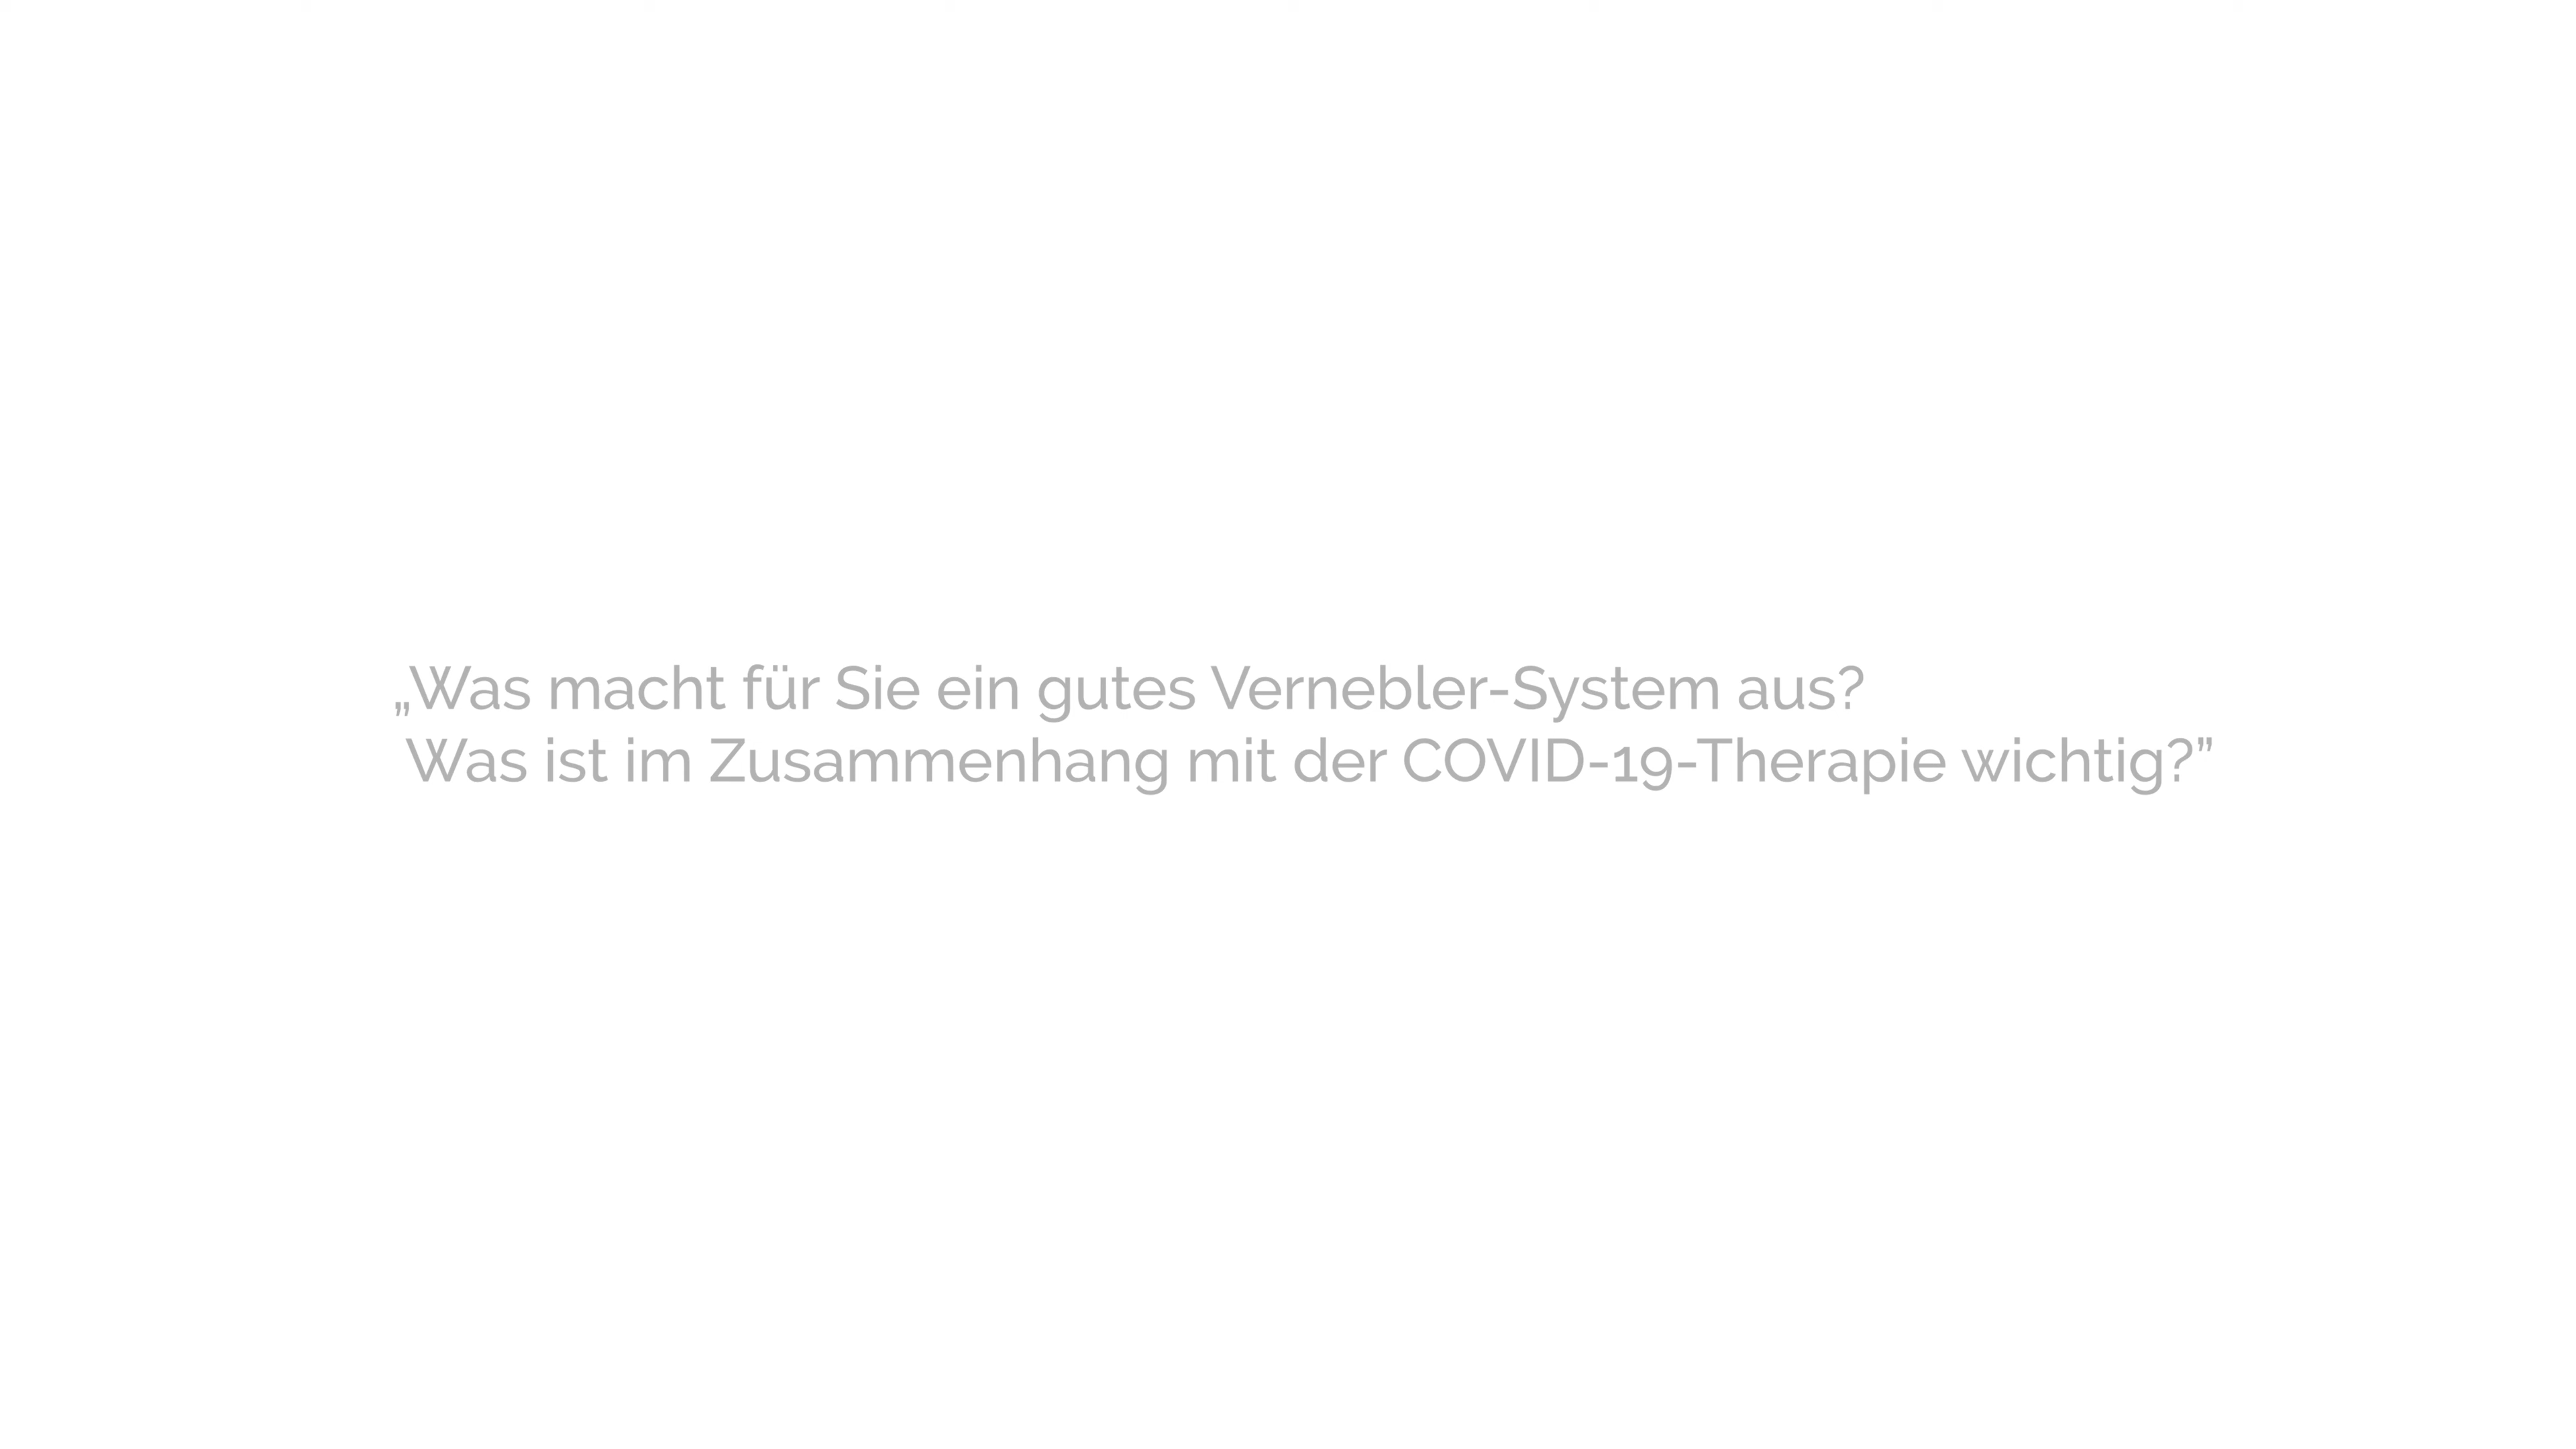 „Was macht für Sie ein gutes Vernebler-System aus?
Was ist im Zusammenhang mit der COVID-19-Therapie wichtig?”